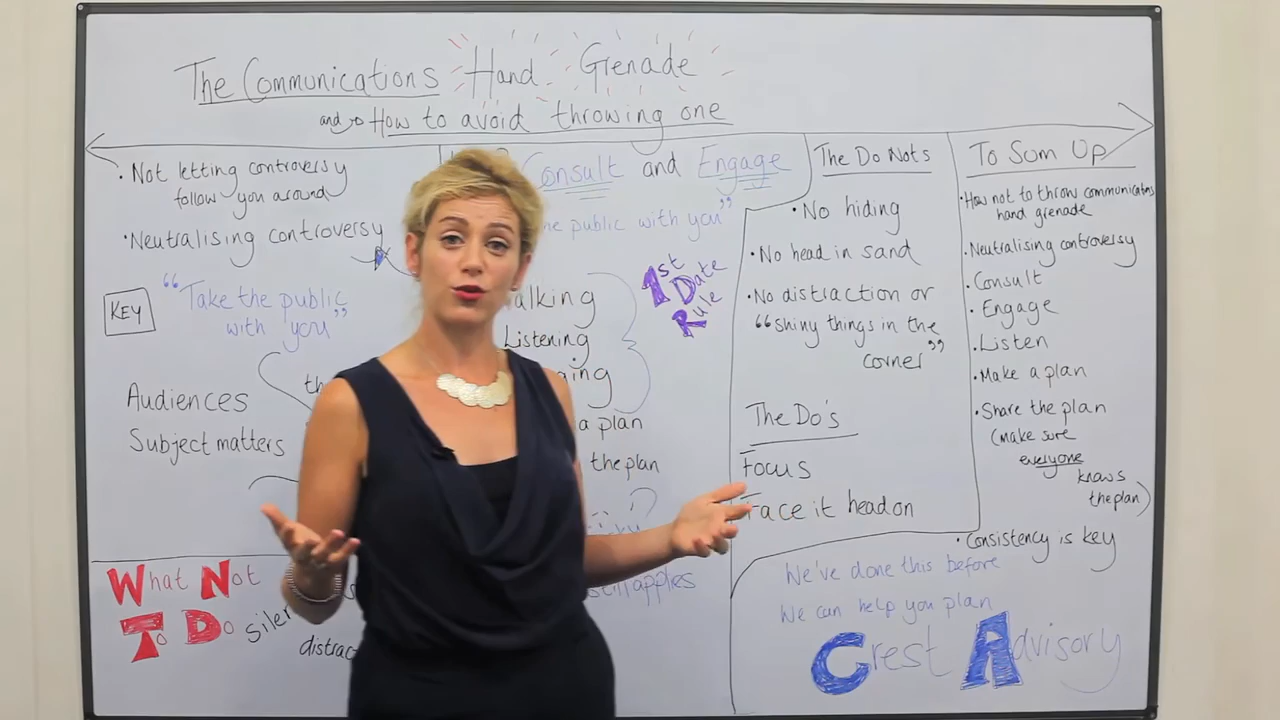 The Communications Hand Grenade
and How to avoid throwing one
• Not letting controversy
follow you around
• Neutralising controversy
KEY
"Take the public
with you"
Audiences
Subject matters
What Not
To Do
Consult and Engage
public with you"
Listening
a plan
the plan
still applies
1st
Date
Rule
The Do Nots
• No hiding
• No head in sand
• No distraction or
"shiny things in the
corner"
The Do's
Focus
Face it head on
To Sum Up
• How not to throw communications
hand grenade
• Neutralising controversy
• Consult
• Engage
• Listen
• Make a plan
• Share the plan
(make sure
everyone
knows
the plan)
• Consistency is key
We've done this before
We can help you plan
Crest Advisory